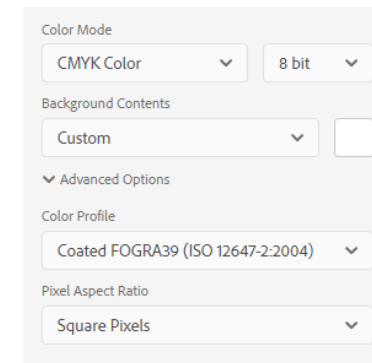 Color Mode
CMYK Color 8 bit
Background Contents
Custom
Advanced Options
Color Profile
Coated FOGRA39 (ISO 12647-2:2004)
Pixel Aspect Ratio
Square Pixels